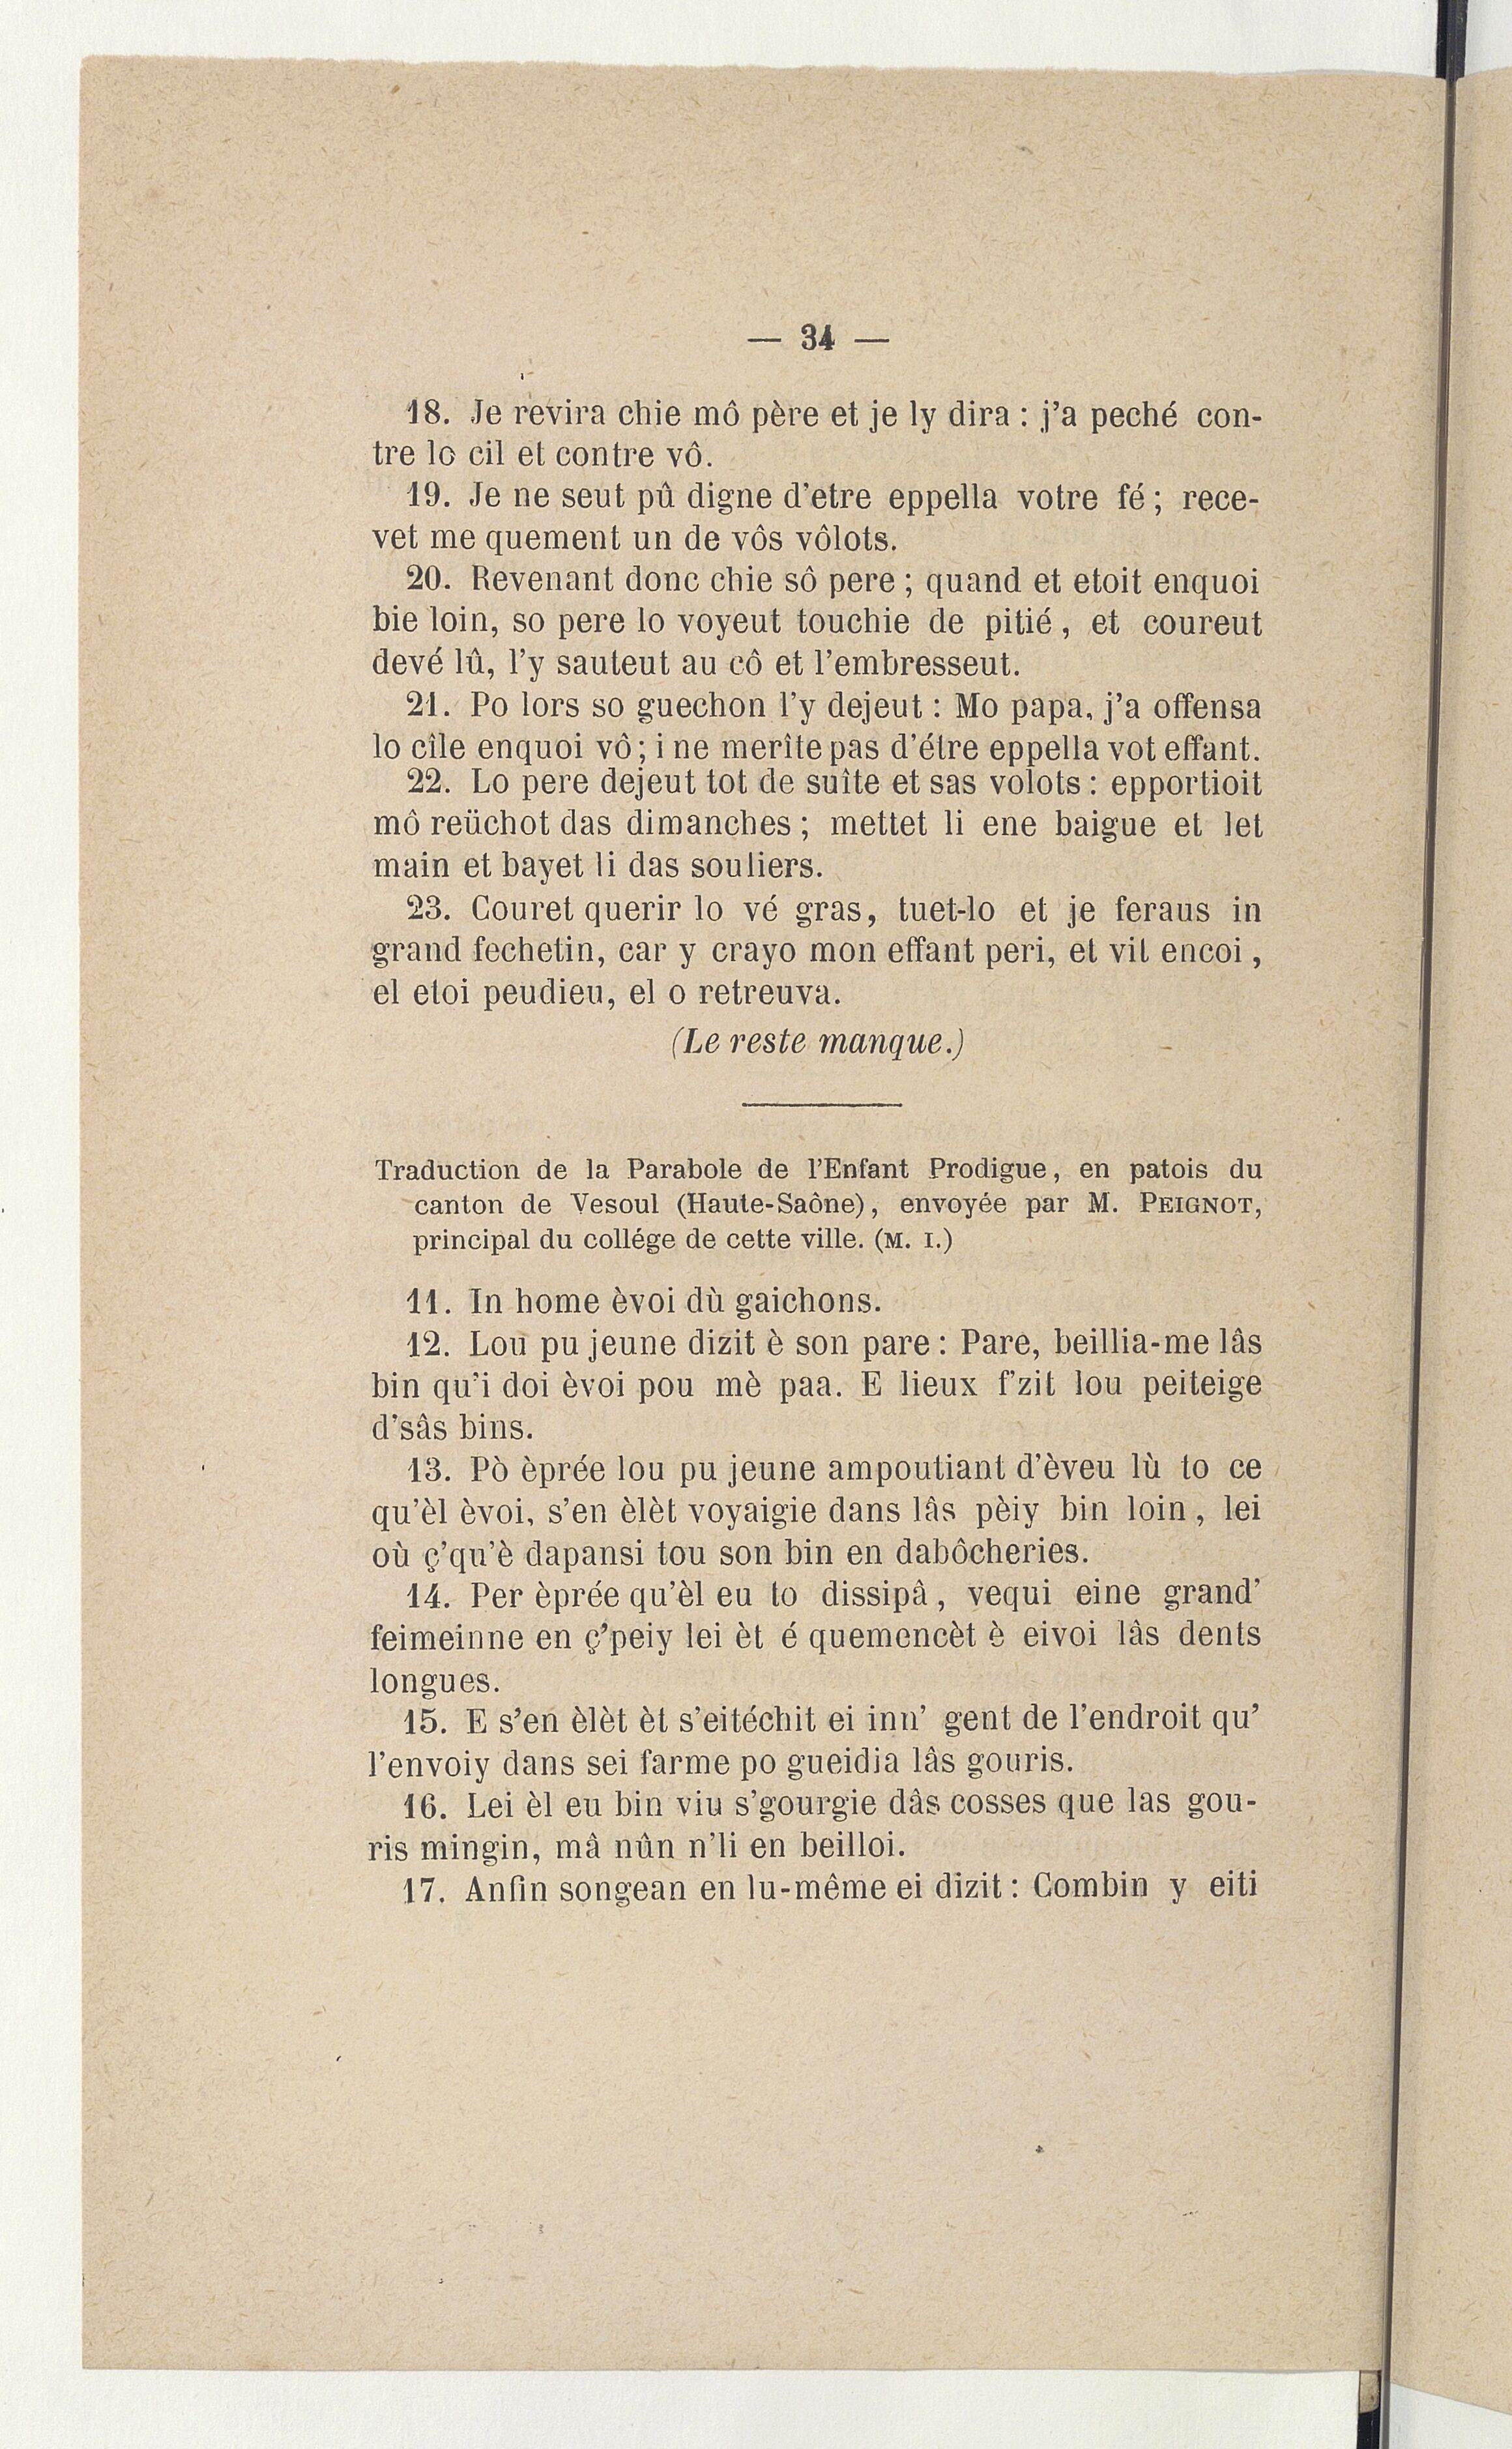 — 34 —
18. Je revira chie mô père et je ly dira : j'a peché con-
tre lo cil et contre vô.
19. Je ne seut pû digne d'etre eppella votre fé ; rece-
vet me quement un de vôs vôlots.
20. Revenant donc chie sô pere ; quand et etoit enquoi
bie loin, so pere lo voyeut touchie de pitié, et coureut
devé lû, l'y sauteut au cô et l'embresseut.
21. Po lors so guechon l'y dejeut : Mo papa, j'a offensa
lo cîle enquoi vô ; i ne merîte pas d'étre eppella vot effant.
22. Lo pere dejeut tot de suîte et sas volots : epportioit
mô reüchot das dimanches ; mettet li ene baigue et let
main et bayet li das souliers.
23. Couret querir lo vé gras, tuet-lo et je feraus in
grand fechetin, car y crayo mon effant peri, et vit encoi,
el etoi peudieu, el o retreuva.
(Le reste manque.)
Traduction de la Parabole de l'Enfant Prodigue, en patois du
canton de Vesoul (Haute-Saône), envoyée par M. PEIGNOT,
principal du collége de cette ville. (M. I.)
11. In home èvoi dù gaichons.
12. Lou pu jeune dizit è son pare : Pare, beillia-me lâs
bin qu'i doi èvoi pou mè paa. E lieux f'zit lou peiteige
d'sâs bins.
13. Pò èprée lou pu jeune ampoutiant d'èveu lù to ce
qu'èl èvoi, s'en èlèt voyaigie dans lâs pèiy bin loin, lei
où ç'qu'è dapansi tou son bin en dabôcheries.
14. Per èprée qu'èl eu to dissipâ, vequi eine grand'
feimeinne en ç'peiy lei èt é quemencèt è eivoi lâs dents
longues.
15. E s'en èlèt èt s'eitéchit ei inn' gent de l'endroit qu'
l'envoiy dans sei farme po gueidia lâs gouris.
16. Lei èl eu bin viu s'gourgie dâs cosses que las gou-
ris mingin, mâ nûn n'li en beilloi.
17. Anfin songean en lu-même ei dizit : Combin y eiti